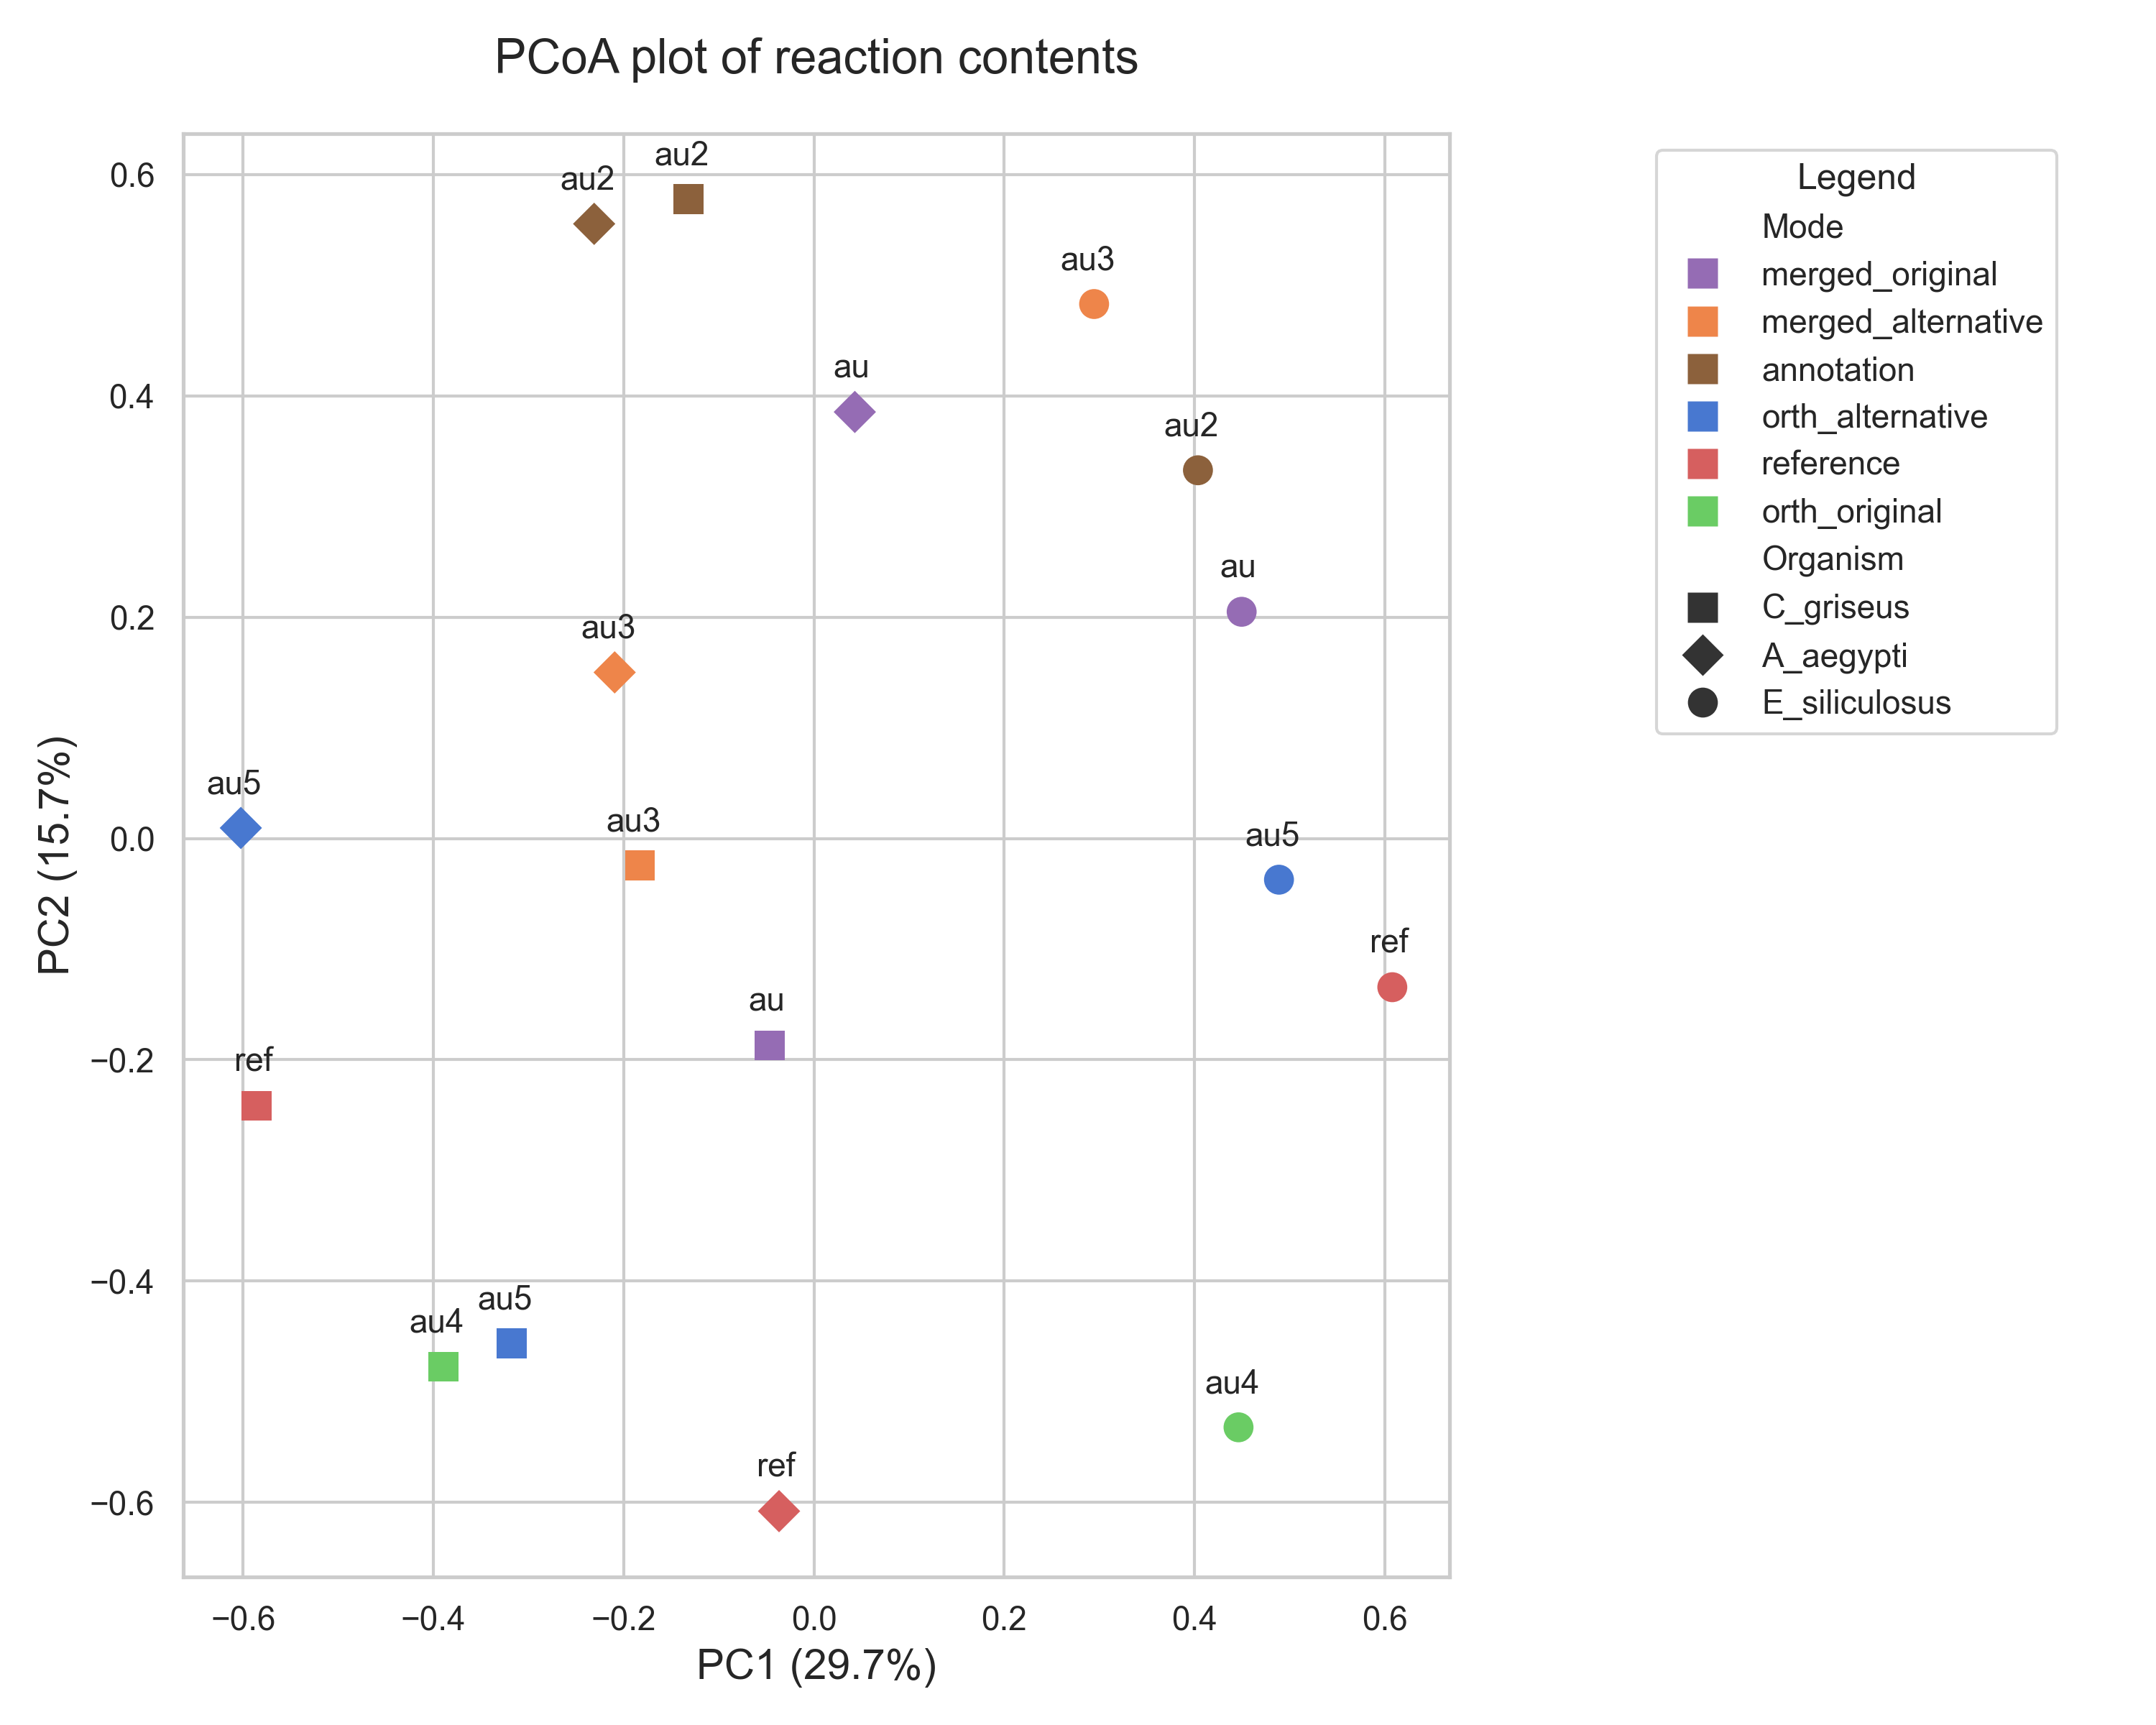 PCoA plot of reaction contents
0.6
0.4
0.2
0.0
−0.2
−0.4
−0.6
PC2 (15.7%)
au2
au2
au3
au
au2
au
au3
au5
au3
au5
ref
au
ref
au5
au4
au4
ref
−0.6
−0.4
−0.2
0.0
0.2
0.4
0.6
PC1 (29.7%)
Legend
Mode
merged_original
merged_alternative
annotation
orth_alternative
reference
orth_original
Organism
C_griseus
A_aegypti
E_siliculosus